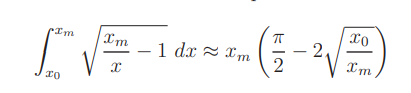 ∫_{x_0}^{x_m} √(x_m/x − 1) dx ≈ x_m (π/2 − 2√(x_0/x_m))